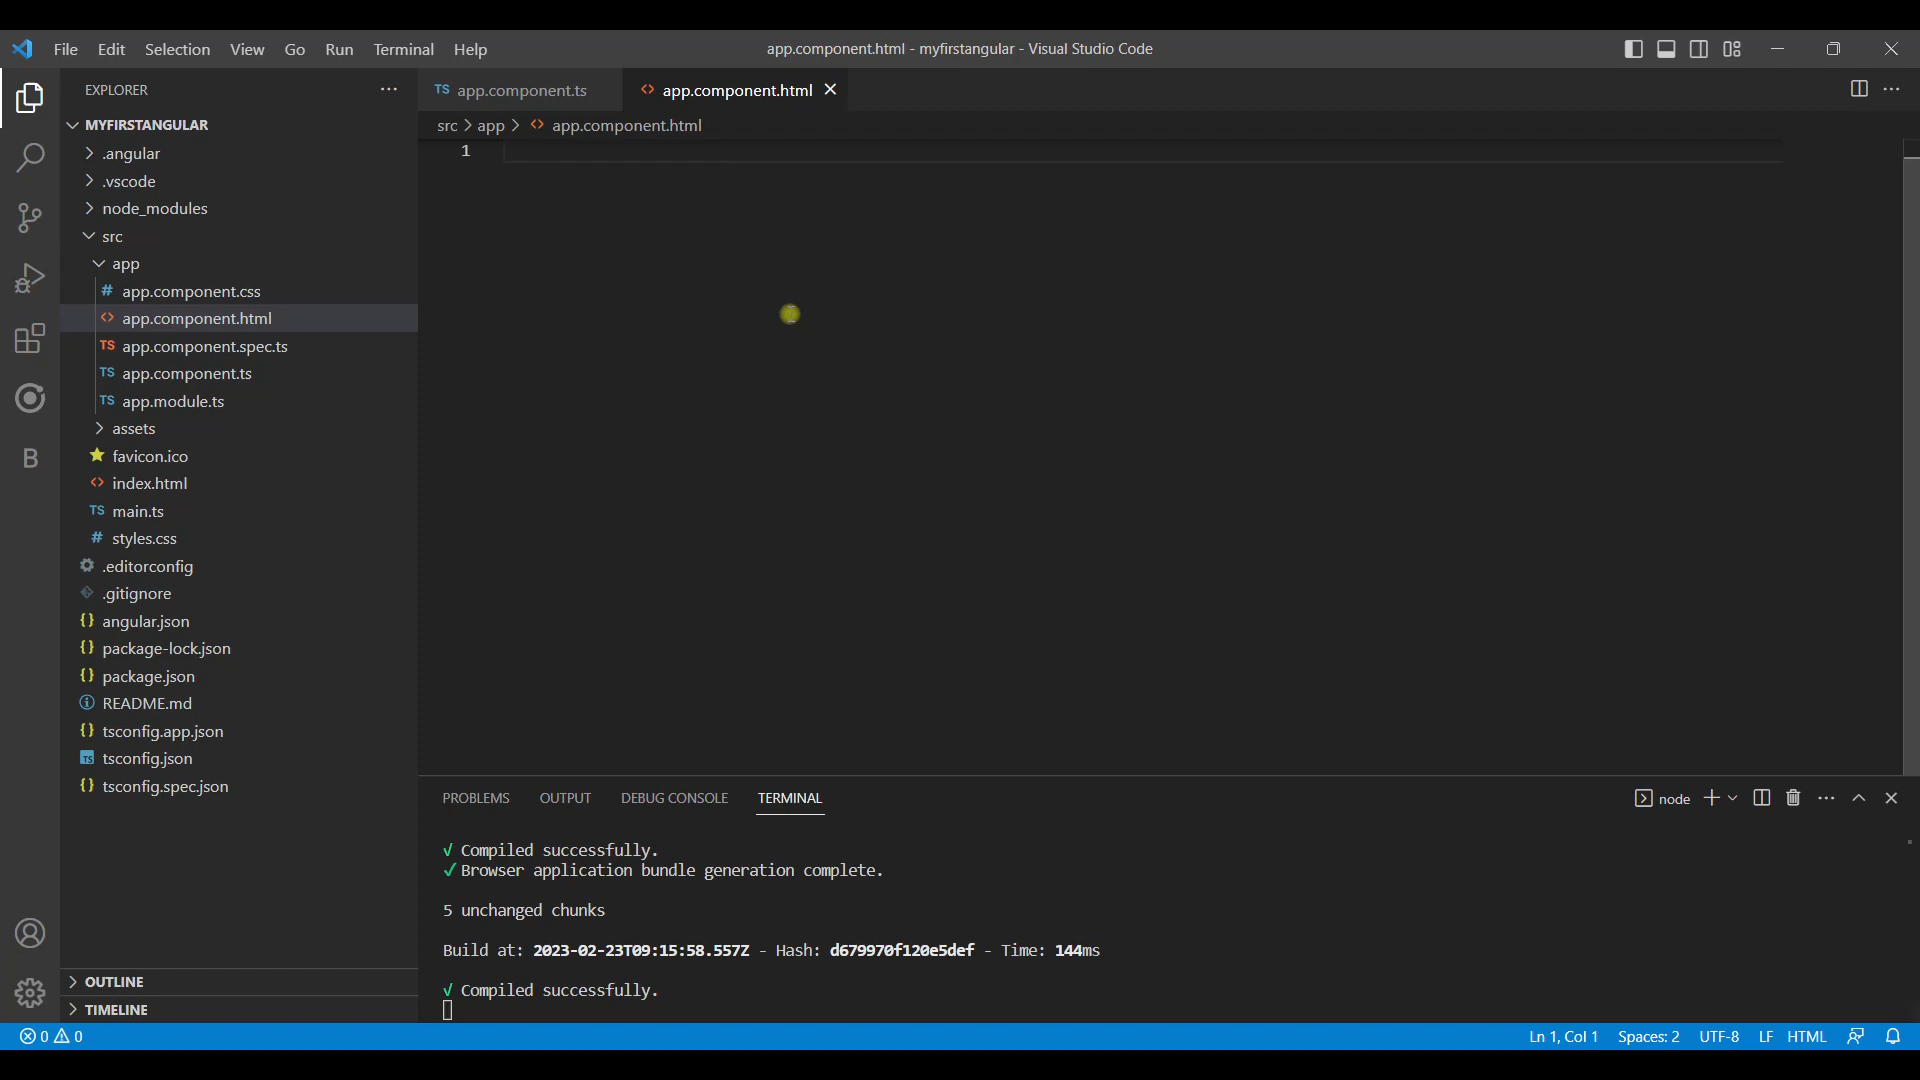 File Edit Selection View Go Run Terminal Help
app.component.html - myfirstangular - Visual Studio Code
EXPLORER
MYFIRSTANGULAR
.angular
.vscode
node_modules
src
app
# app.component.css
<> app.component.html
TS app.component.spec.ts
TS app.component.ts
TS app.module.ts
assets
favicon.ico
<> index.html
TS main.ts
# styles.css
.editorconfig
.gitignore
{} angular.json
{} package-lock.json
{} package.json
README.md
{} tsconfig.app.json
TS tsconfig.json
{} tsconfig.spec.json
OUTLINE
TIMELINE
B
TS app.component.ts
<> app.component.html
src > app > <> app.component.html
1
PROBLEMS OUTPUT DEBUG CONSOLE TERMINAL
node
√ Compiled successfully.
✓ Browser application bundle generation complete.
5 unchanged chunks
Build at: 2023-02-23T09:15:58.557Z - Hash: d679970f120e5def - Time: 144ms
√ Compiled successfully.
0 0
Ln 1, Col 1 Spaces: 2 UTF-8 LF HTML